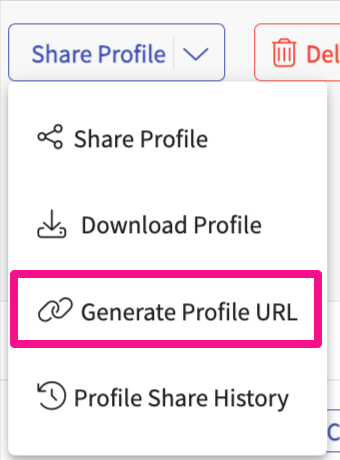 Share Profile
Del
Share Profile
Download Profile
Generate Profile URL
Profile Share History
C